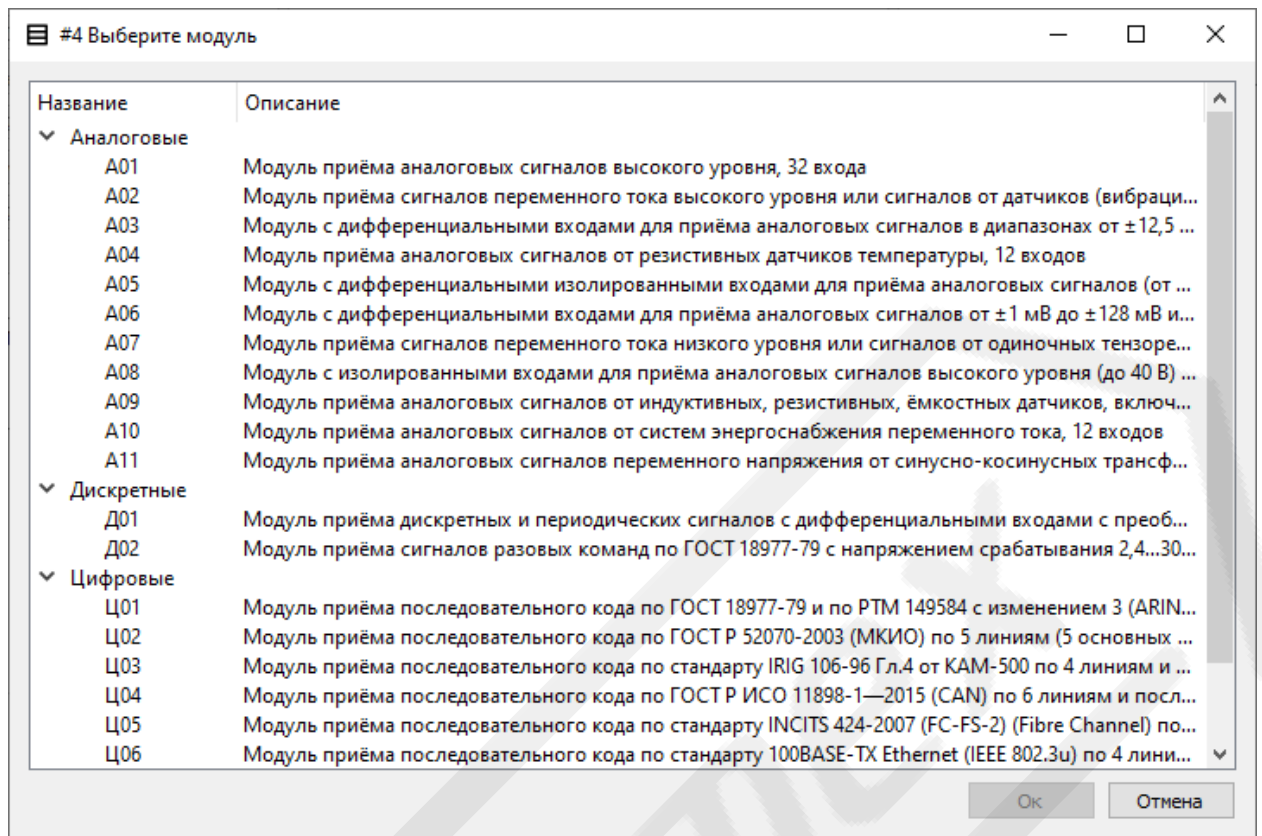 #4 Выберите модуль
Название Описание
Аналоговые
А01 Модуль приёма аналоговых сигналов высокого уровня, 32 входа
А02 Модуль приёма сигналов переменного тока высокого уровня или сигналов от датчиков (вибраци...
А03 Модуль с дифференциальными входами для приёма аналоговых сигналов в диапазонах от ±12,5 ...
А04 Модуль приёма аналоговых сигналов от резистивных датчиков температуры, 12 входов
А05 Модуль с дифференциальными изолированными входами для приёма аналоговых сигналов (от ...
А06 Модуль с дифференциальными входами для приёма аналоговых сигналов от ±1 мВ до ±128 мВ и...
А07 Модуль приёма сигналов переменного тока низкого уровня или сигналов от одиночных тензоре...
А08 Модуль с изолированными входами для приёма аналоговых сигналов высокого уровня (до 40 В) ...
А09 Модуль приёма аналоговых сигналов от индуктивных, резистивных, ёмкостных датчиков, включ...
А10 Модуль приёма аналоговых сигналов от систем энергоснабжения переменного тока, 12 входов
А11 Модуль приёма аналоговых сигналов переменного напряжения от синусно-косинусных трансф...
Дискретные
Д01 Модуль приёма дискретных и периодических сигналов с дифференциальными входами с преоб...
Д02 Модуль приёма сигналов разовых команд по ГОСТ 18977-79 с напряжением срабатывания 2,4...30...
Цифровые
Ц01 Модуль приёма последовательного кода по ГОСТ 18977-79 и по РТМ 149584 с изменением 3 (ARIN...
Ц02 Модуль приёма последовательного кода по ГОСТ Р 52070-2003 (МКИО) по 5 линиям (5 основных ...
Ц03 Модуль приёма последовательного кода по стандарту IRIG 106-96 Гл.4 от КАМ-500 по 4 линиям и ...
Ц04 Модуль приёма последовательного кода по ГОСТ Р ИСО 11898-1—2015 (CAN) по 6 линиям и посл...
Ц05 Модуль приёма последовательного кода по стандарту INCITS 424-2007 (FC-FS-2) (Fibre Channel) по...
Ц06 Модуль приёма последовательного кода по стандарту 100BASE-TX Ethernet (IEEE 802.3u) по 4 лини...
Ок Отмена